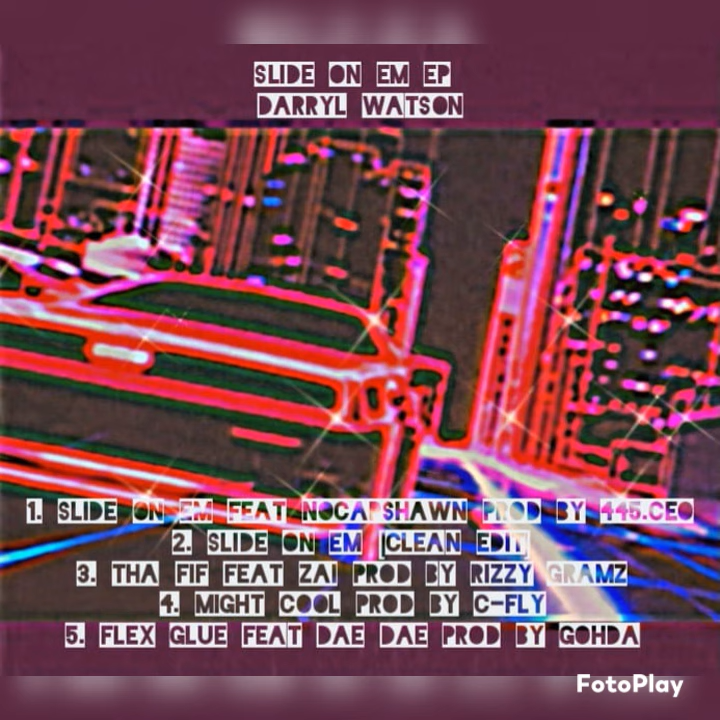 SLIDE ON EM EP
DARRYL WATSON
1. SLIDE ON EM FEAT NOCAPSHAWN PROD BY 445.CEO
2. SLIDE ON EM [CLEAN EDIT]
3. THA FIF FEAT ZAI PROD BY RIZZY GRAMZ
4. MIGHT COOL PROD BY C-FLY
5. FLEX GLUE FEAT DAE DAE PROD BY GOHDA
FotoPlay